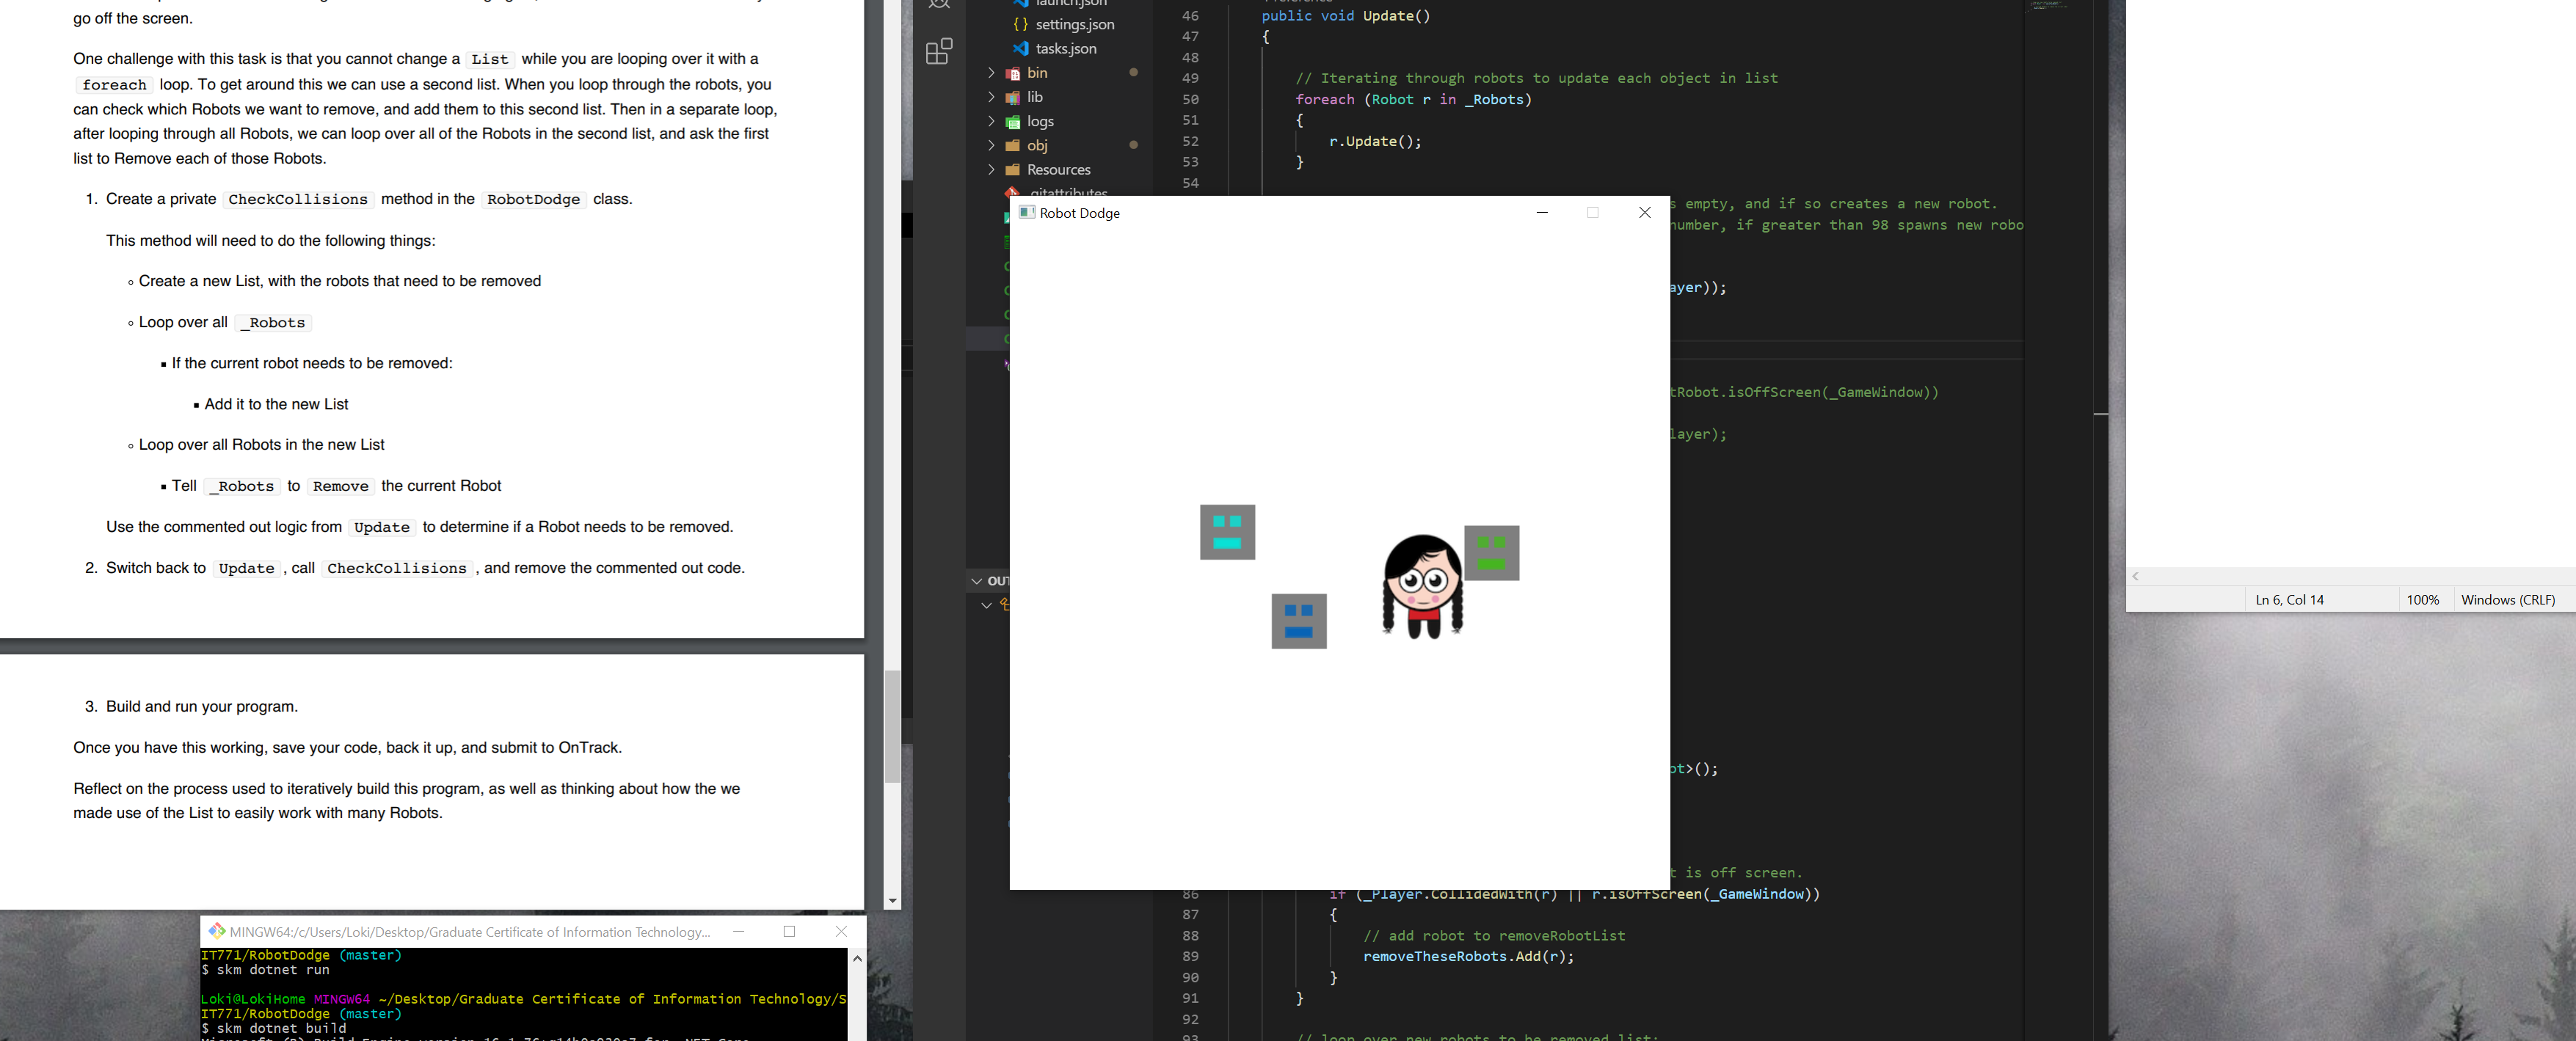 go off the screen.
One challenge with this task is that you cannot change a List while you are looping over it with a
foreach loop. To get around this we can use a second list. When you loop through the robots, you
can check which Robots we want to remove, and add them to this second list. Then in a separate loop,
after looping through all Robots, we can loop over all of the Robots in the second list, and ask the first
list to Remove each of those Robots.
1. Create a private CheckCollisions method in the RobotDodge class.
This method will need to do the following things:
Create a new List, with the robots that need to be removed
Loop over all _Robots
If the current robot needs to be removed:
Add it to the new List
Loop over all Robots in the new List
Tell _Robots to Remove the current Robot
Use the commented out logic from Update to determine if a Robot needs to be removed.
2. Switch back to Update, call CheckCollisions, and remove the commented out code.
3. Build and run your program.
Once you have this working, save your code, back it up, and submit to OnTrack.
Reflect on the process used to iteratively build this program, as well as thinking about how the we
made use of the List to easily work with many Robots.
MINGW64:/c/Users/Loki/Desktop/Graduate Certificate of Information Technology...
IT771/RobotDodge (master)
$ skm dotnet run
Loki@LokiHome MINGW64 ~/Desktop/Graduate Certificate of Information Technology/S
IT771/RobotDodge (master)
$ skm dotnet build
launch.json
{} settings.json
tasks.json
bin
lib
logs
obj
Resources
.gitattributes
OUT
46 public void Update()
47 {
48
49 // Iterating through robots to update each object in list
50 foreach (Robot r in _Robots)
51 {
52 r.Update();
53 }
54
Robot Dodge
s empty, and if so creates a new robot.
number, if greater than 98 spawns new robo
ayer));
tRobot.isOffScreen(_GameWindow))
layer);
ot>();
t is off screen.
86 if (_Player.CollidedWith(r) || r.isOffScreen(_GameWindow))
87 {
88 // add robot to removeRobotList
89 removeTheseRobots.Add(r);
90 }
91 }
92
93 // loop over new robots to be removed list:
Ln 6, Col 14
100%
Windows (CRLF)